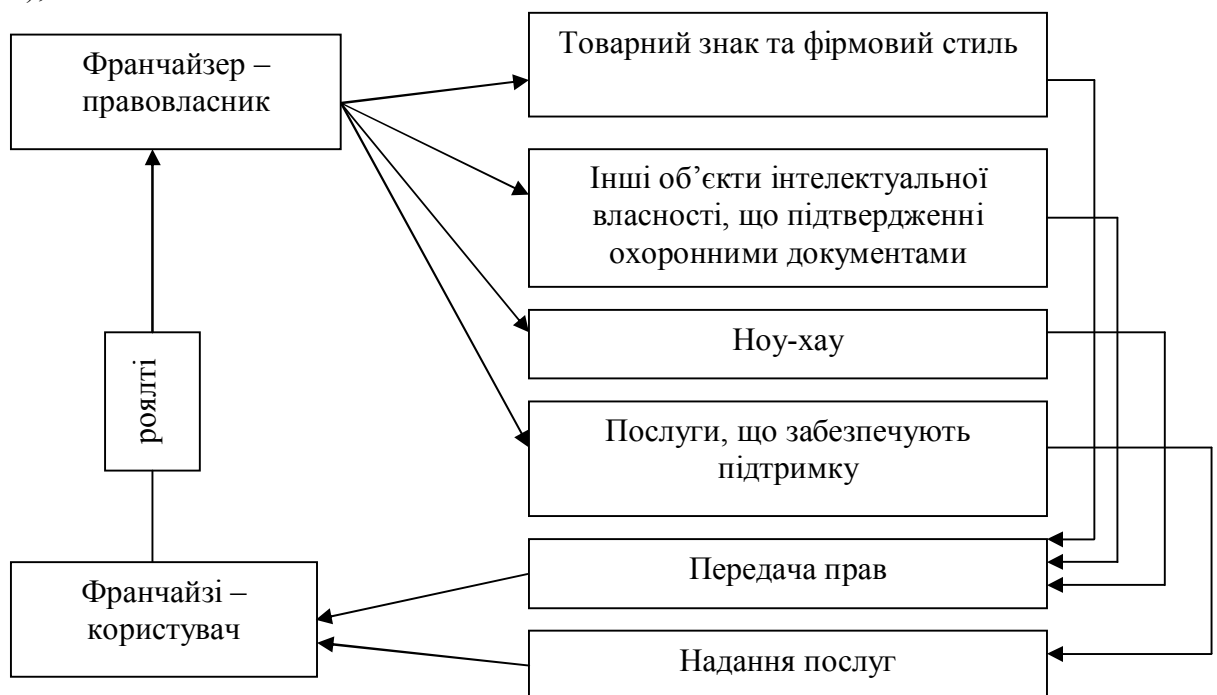 Франчайзер –
правовласник
Товарний знак та фірмовий стиль
Інші об’єкти інтелектуальної
власності, що підтвердженні
охоронними документами
Ноу-хау
Послуги, що забезпечують
підтримку
роялті
Передача прав
Франчайзі –
користувач
Надання послуг